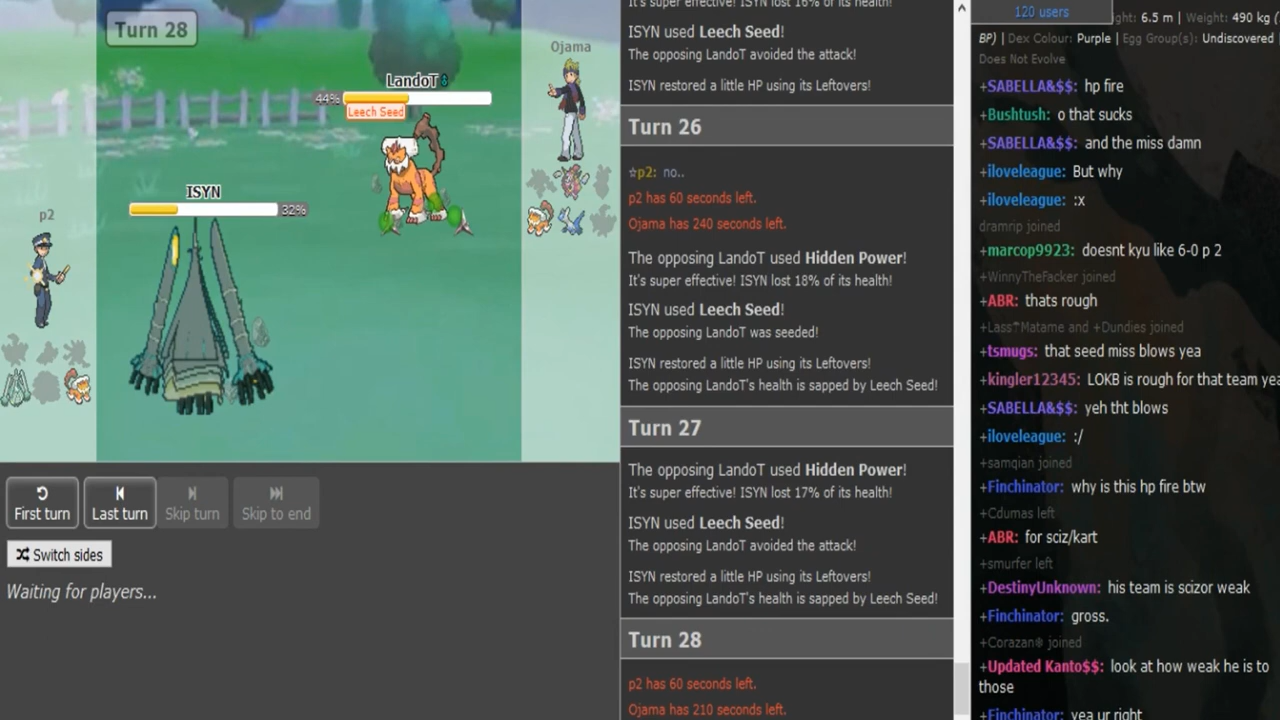 Turn 28
Ojama
LandoT
44%
Leech Seed
ISYN
32%
p2
First turn
Last turn
Skip turn
Skip to end
Switch sides
Waiting for players...
It's super effective! ISYN lost 16% of its health!
ISYN used Leech Seed!
The opposing LandoT avoided the attack!
ISYN restored a little HP using its Leftovers!
Turn 26
☆p2: no..
p2 has 60 seconds left.
Ojama has 240 seconds left.
The opposing LandoT used Hidden Power!
It's super effective! ISYN lost 18% of its health!
ISYN used Leech Seed!
The opposing LandoT was seeded!
ISYN restored a little HP using its Leftovers!
The opposing LandoT's health is sapped by Leech Seed!
Turn 27
The opposing LandoT used Hidden Power!
It's super effective! ISYN lost 17% of its health!
ISYN used Leech Seed!
The opposing LandoT avoided the attack!
ISYN restored a little HP using its Leftovers!
The opposing LandoT's health is sapped by Leech Seed!
Turn 28
p2 has 60 seconds left.
Ojama has 210 seconds left.
120 users
ght: 6.5 m | Weight: 490 kg (
BP) | Dex Colour: Purple | Egg Group(s): Undiscovered |
Does Not Evolve
+SABELLA&$$: hp fire
+Bushtush: o that sucks
+SABELLA&$$: and the miss damn
+iloveleague: But why
+iloveleague: :x
dramrip joined
+marcop9923: doesnt kyu like 6-0 p 2
+WinnyTheFacker joined
+ABR: thats rough
+Lass☂Matame and +Dundies joined
+tsmugs: that seed miss blows yea
+kingler12345: LOKB is rough for that team yea
+SABELLA&$$: yeh tht blows
+iloveleague: :/
+samqian joined
+Finchinator: why is this hp fire btw
+Cdumas left
+ABR: for sciz/kart
+smurfer left
+DestinyUnknown: his team is scizor weak
+Finchinator: gross.
+Corazan❄ joined
+Updated Kanto$$: look at how weak he is to
those
+Finchinator: yea ur right